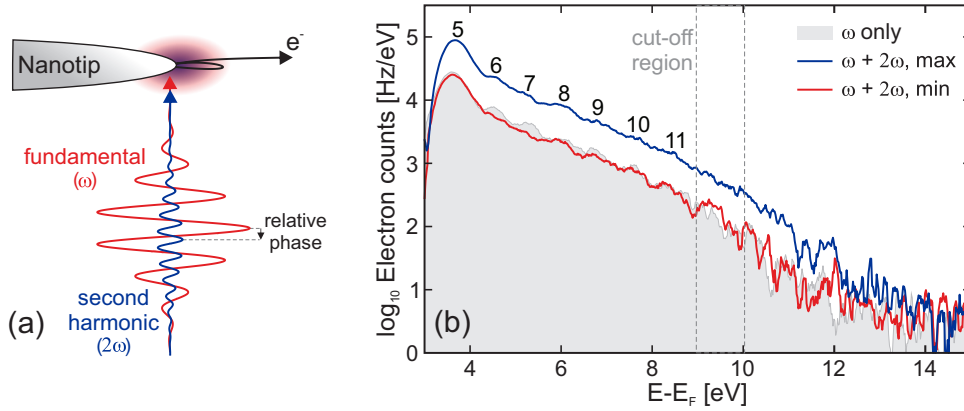 Nanotip
e-
fundamental
(ω)
relative
phase
second
harmonic
(2ω)
(a)
log10 Electron counts [Hz/eV]
5
4
3
2
1
0
4
6
8
10
12
14
E-EF [eV]
5
6
7
8
9
10
11
cut-off
region
ω only
ω + 2ω, max
ω + 2ω, min
(b)